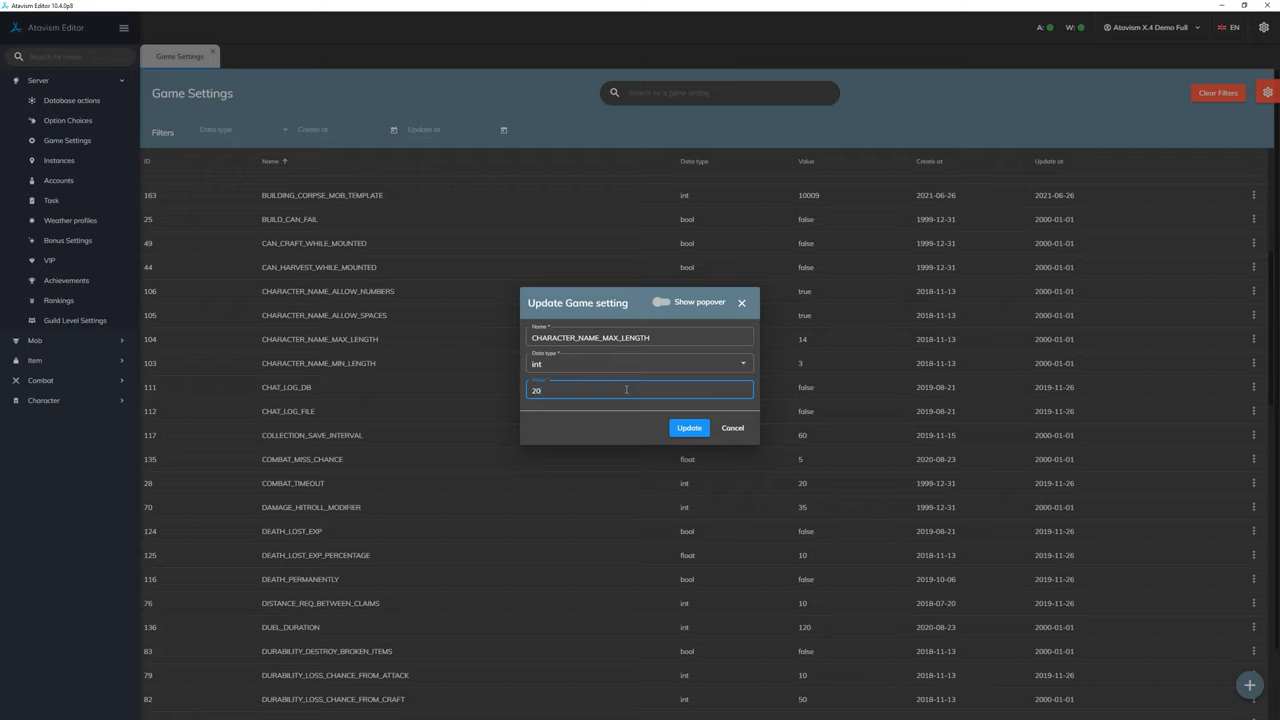 Atavism Editor 10.4.0p8
Atavism Editor
A:
W:
Atavism X.4 Demo Full
EN
Search for menu
Game Settings
Server
Database actions
Option Choices
Game Settings
Instances
Accounts
Task
Weather profiles
Bonus Settings
VIP
Achievements
Rankings
Guild Level Settings
Mob
Item
Combat
Character
Game Settings
Search for a game setting
Clear Filters
Filters
Data type
Create at
Update at
ID Name Data type Value Create at Update at
163 BUILDING_CORPSE_MOB_TEMPLATE int 10009 2021-06-26 2021-06-26
25 BUILD_CAN_FAIL bool false 1999-12-31 2000-01-01
49 CAN_CRAFT_WHILE_MOUNTED bool false 1999-12-31 2000-01-01
44 CAN_HARVEST_WHILE_MOUNTED bool false 1999-12-31 2000-01-01
106 CHARACTER_NAME_ALLOW_NUMBERS true 2018-11-13 2000-01-01
105 CHARACTER_NAME_ALLOW_SPACES true 2018-11-13 2000-01-01
104 CHARACTER_NAME_MAX_LENGTH 14 2018-11-13 2000-01-01
103 CHARACTER_NAME_MIN_LENGTH 3 2018-11-13 2000-01-01
111 CHAT_LOG_DB false 2019-08-21 2019-11-26
112 CHAT_LOG_FILE false 2019-08-21 2019-11-26
117 COLLECTION_SAVE_INTERVAL 60 2019-11-15 2000-01-01
135 COMBAT_MISS_CHANCE float 5 2020-08-23 2000-01-01
28 COMBAT_TIMEOUT int 20 1999-12-31 2019-11-26
70 DAMAGE_HITROLL_MODIFIER int 35 1999-12-31 2000-01-01
124 DEATH_LOST_EXP bool false 2019-08-21 2019-11-26
125 DEATH_LOST_EXP_PERCENTAGE float 10 2018-11-13 2019-11-26
116 DEATH_PERMANENTLY bool false 2019-10-06 2019-11-26
76 DISTANCE_REQ_BETWEEN_CLAIMS int 10 2018-07-20 2019-11-26
136 DUEL_DURATION int 120 2020-08-23 2000-01-01
83 DURABILITY_DESTROY_BROKEN_ITEMS bool false 2018-11-13 2019-11-26
79 DURABILITY_LOSS_CHANCE_FROM_ATTACK int 10 2018-11-13 2019-11-26
82 DURABILITY_LOSS_CHANCE_FROM_CRAFT int 50 2018-11-13 2000-01-01
Update Game setting
Show popover
Name *
CHARACTER_NAME_MAX_LENGTH
Data type *
int
20
Update
Cancel